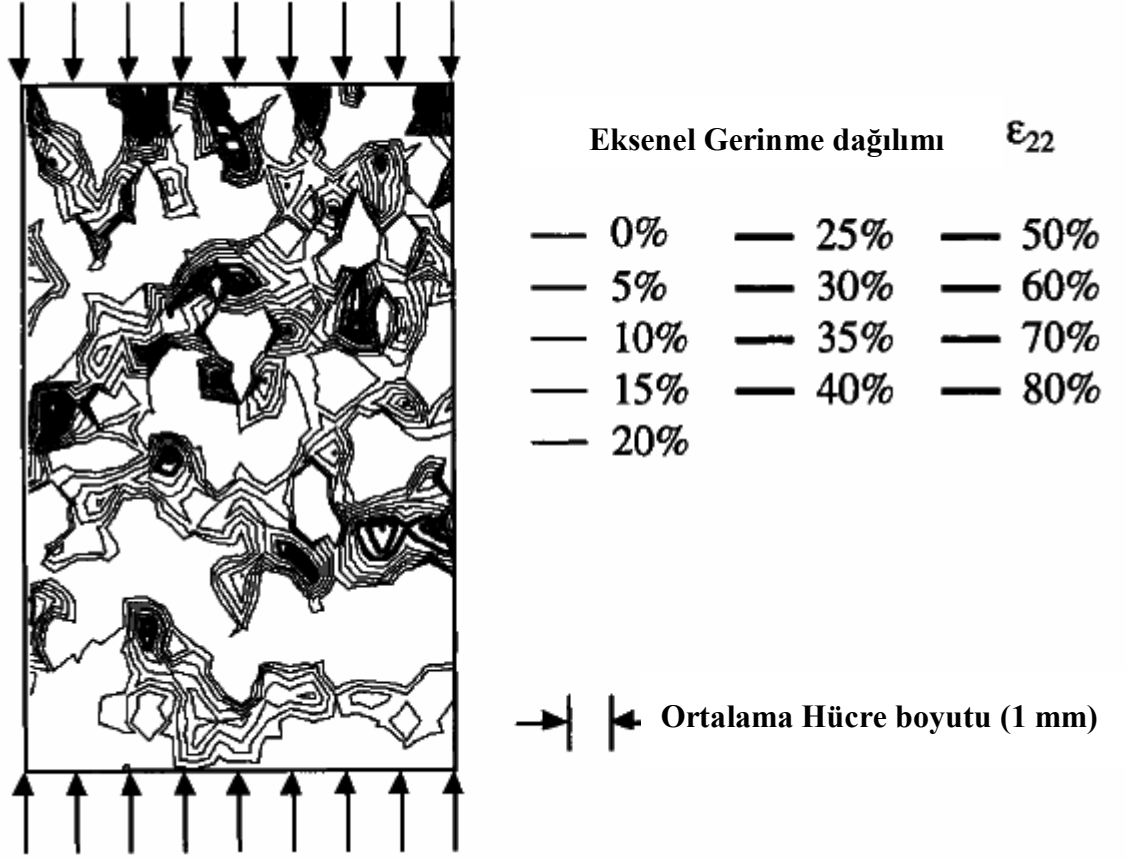 Eksenel Gerinme dağılımı ε22
0% 25% 50%
5% 30% 60%
10% 35% 70%
15% 40% 80%
20%
Ortalama Hücre boyutu (1 mm)